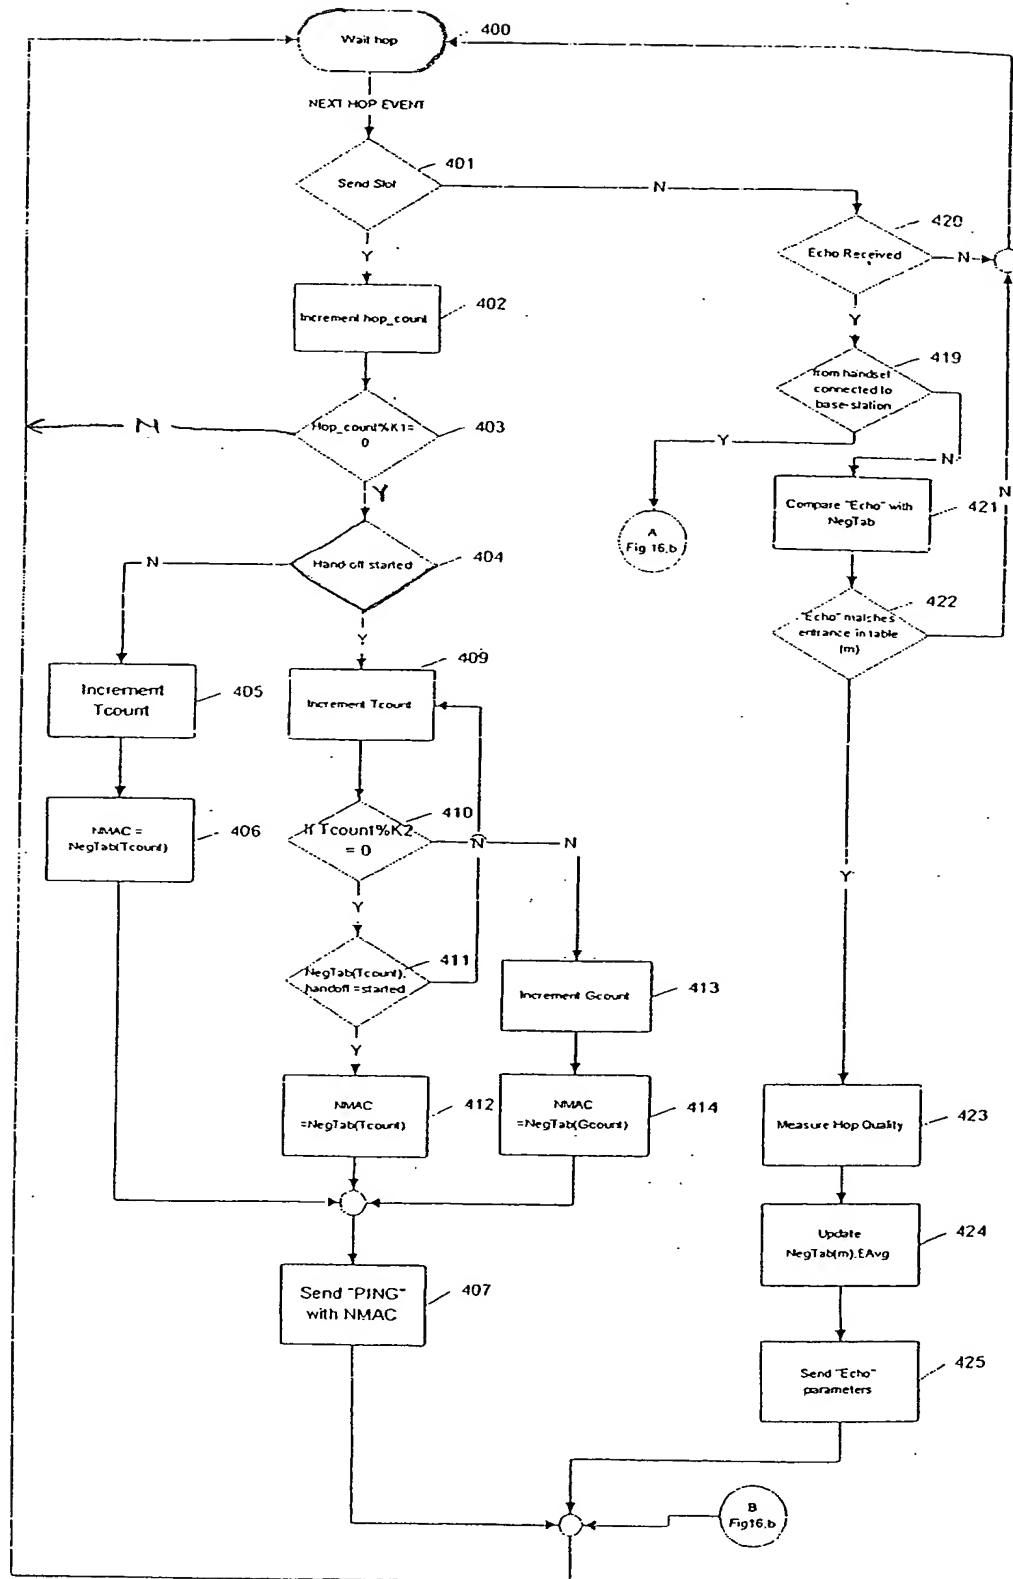 Wait hop
400
NEXT HOP EVENT
401
Send Slot
N
Y
420
Echo Received
N
Y
402
Increment hop_count
419
from handset
connected to
base-station
Y
N
Hop_count%K1=
0
403
N
Y
A
Fig 16,b
Compare "Echo" with
NegTab
421
N
404
Hand-off started
N
Y
422
"Echo" matches
entrance in table
(m)
Y
409
Increment
Tcount
405
Increment Tcount
410
If Tcount%K2
= 0
N
N
Y
NMAC =
NegTab(Tcount)
406
411
NegTab(Tcount).
handoff=started
Y
Increment Gcount
413
NMAC
=NegTab(Tcount)
412
NMAC
=NegTab(Gcount)
414
Measure Hop Quality
423
Update
NegTab(m).EAvg
424
Send "PING"
with NMAC
407
Send "Echo"
parameters
425
B
Fig16,b